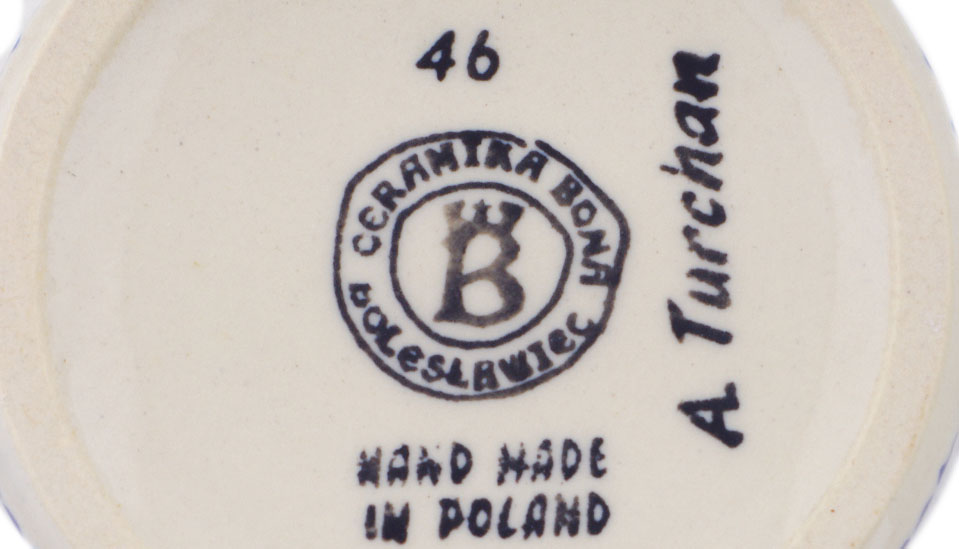 46
CERAMIKA BONA
B
BOLESŁAWIEC
A Turchan
HAND MADE
IN POLAND